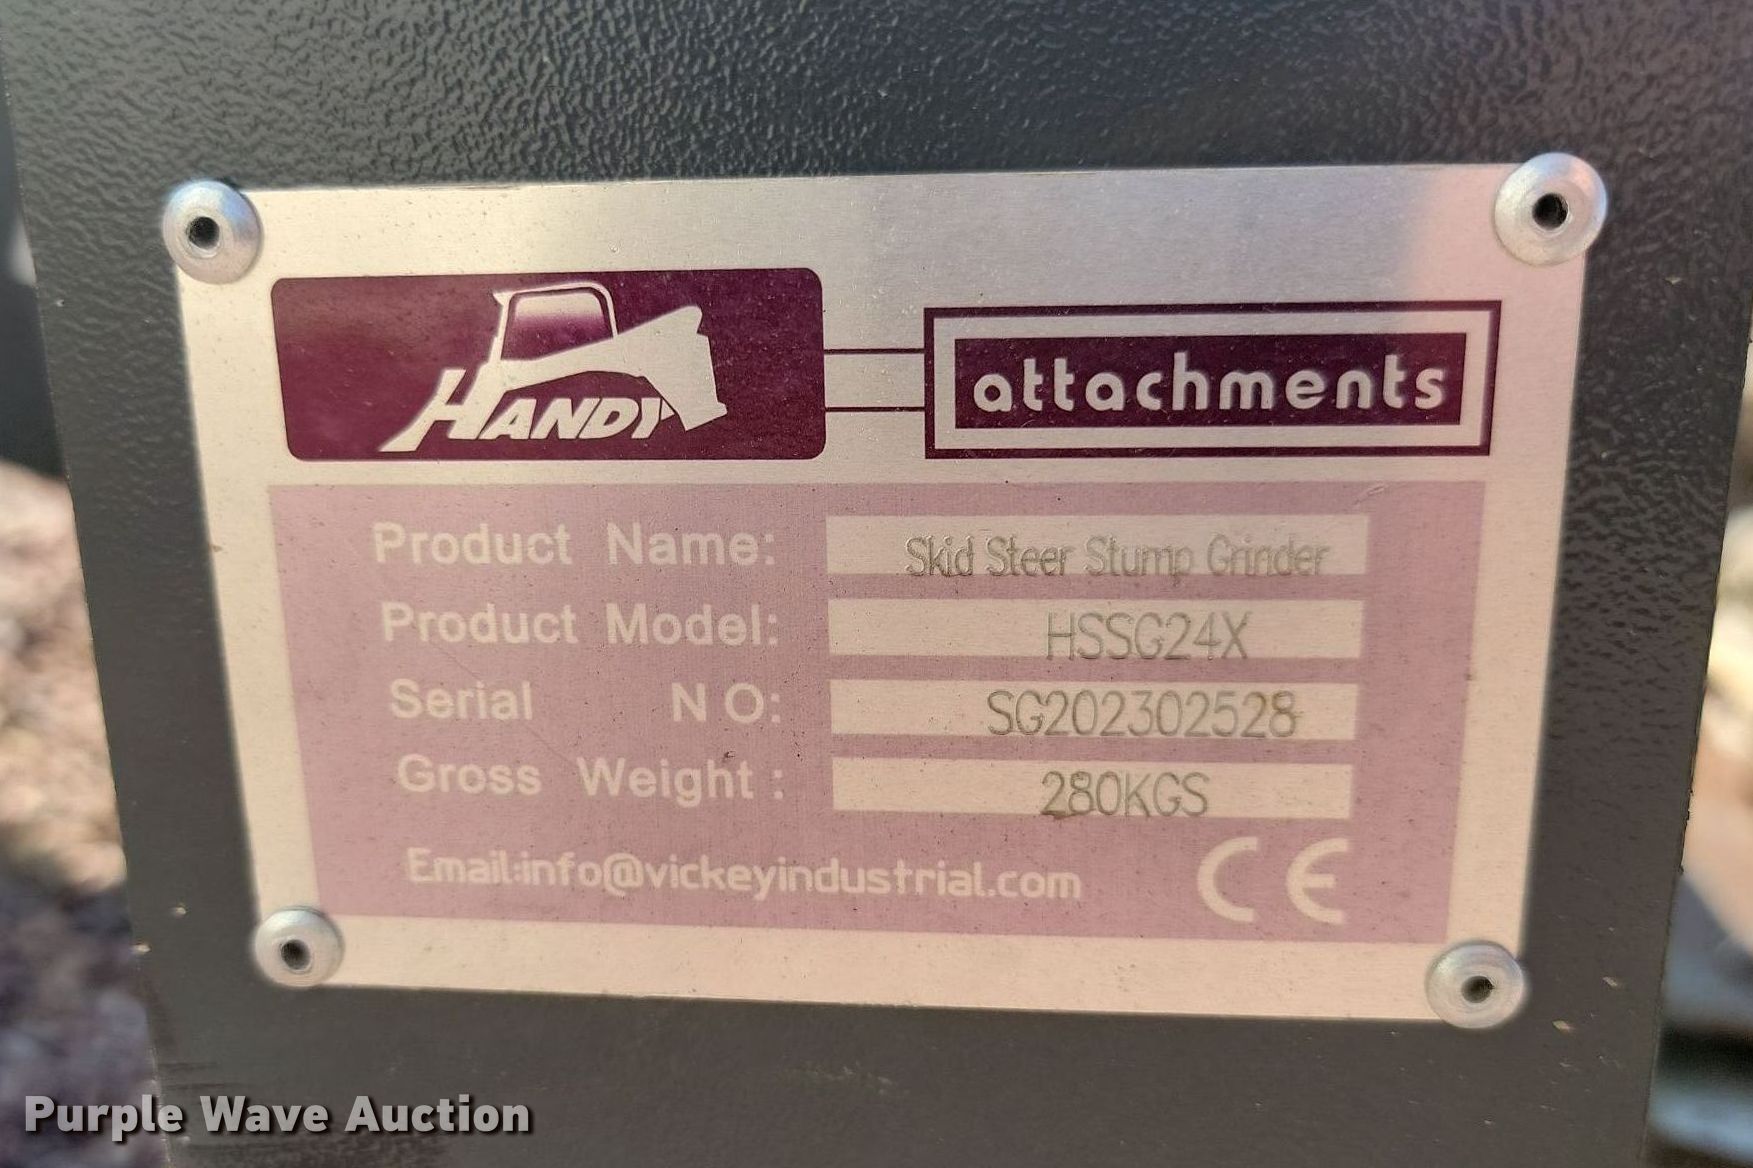 HANDY
attachments
Product Name: Skid Steer Stump Grinder
Product Model: HSSG24X
Serial NO: SG202302528
Gross Weight: 280KGS
Email:info@vickeyindustrial.com
CE
Purple Wave Auction